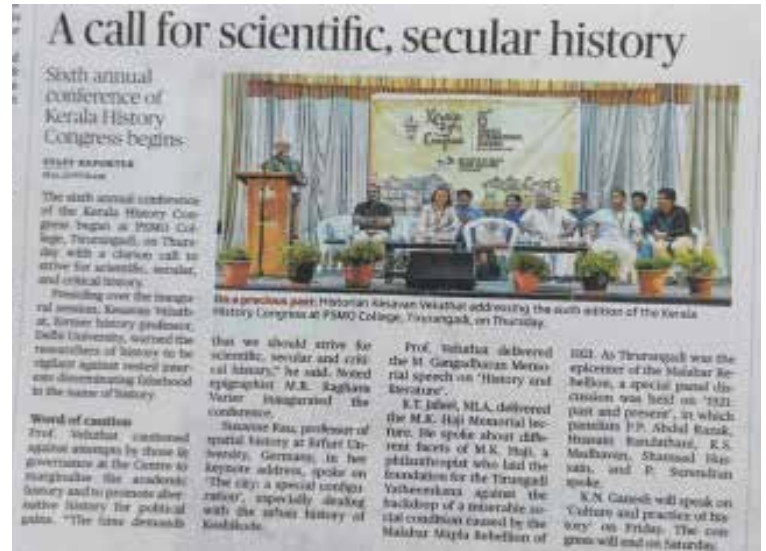 A call for scientific, secular history
Sixth annual
conference of
Kerala History
Congress begins
STAFF REPORTER
The sixth annual conference
of the Kerala History Con-
gress began at PSMO Col-
lege, Tirurangadi, on Thurs-
day with a clarion call to
strive for scientific, secular,
and critical history.
Presiding over the inaugu-
ral session, Kesavan Veluth-
at, former history professor,
Delhi University, warned the
researchers of history to be
vigilant against vested inter-
ests disseminating falsehood
in the name of history.
Word of caution
Prof. Veluthat cautioned
against attempts by those in
governance at the Centre to
marginalise the academic
history and to promote alter-
native history for political
gains. "The time demands
Kerala
History
Congress
precious past: Historian Kesavan Veluthat addressing the sixth edition of the Kerala
History Congress at PSMO College, Tirurangadi, on Thursday.
that we should strive for
scientific, secular and criti-
cal history," he said. Noted
epigraphist M.R. Raghava
Varier inaugurated the
conference.
Susanne Rau, professor of
spatial history at Erfurt Uni-
versity, Germany, in her
keynote address, spoke on
'The city: a special configu-
ration', especially dealing
with the urban history of
Kozhikode.
Prof. Veluthat delivered
the M. Gangadharan Memo-
rial speech on "History and
literature".
K.T. Jaleel, MLA, delivered
the M.K. Haji Memorial lec-
ture. He spoke about diffe-
rent facets of M.K. Haji, a
philanthropist who laid the
foundation for the Tirurangadi
Yatheemkhana against the
backdrop of a miserable so-
cial condition caused by the
Malabar Mapla Rebellion of
1921. As Tirurangadi was the
epicenter of the Malabar Re-
bellion, a special panel dis-
cussion was held on '1921:
past and present', in which
panelists P.P. Abdul Razak,
Hussain Randathani, K.S.
Madhavan, Shamsad Hus-
sain, and P. Surendran
spoke.
K.N. Ganesh will speak on
'Culture and practice of his-
tory' on Friday. The con-
gress will end on Saturday.